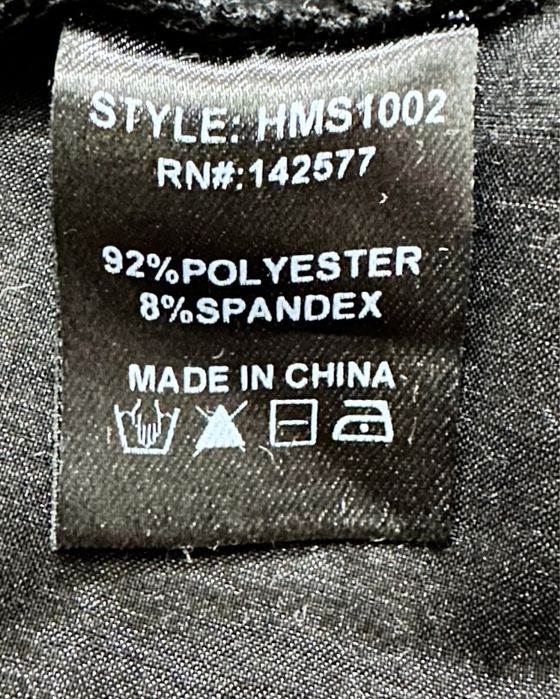 STYLE: HMS1002
RN#:142577
92%POLYESTER
8%SPANDEX
MADE IN CHINA